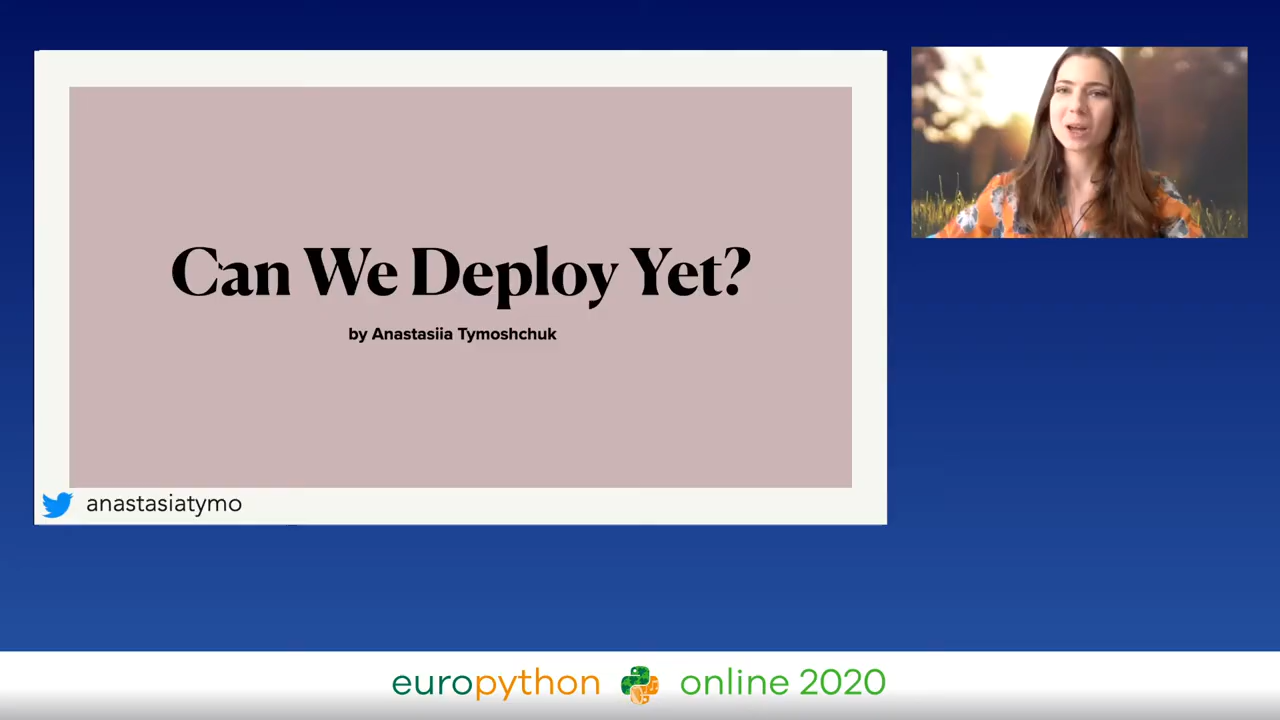 Can We Deploy Yet?
by Anastasiia Tymoshchuk
anastasiatymo
europython online 2020